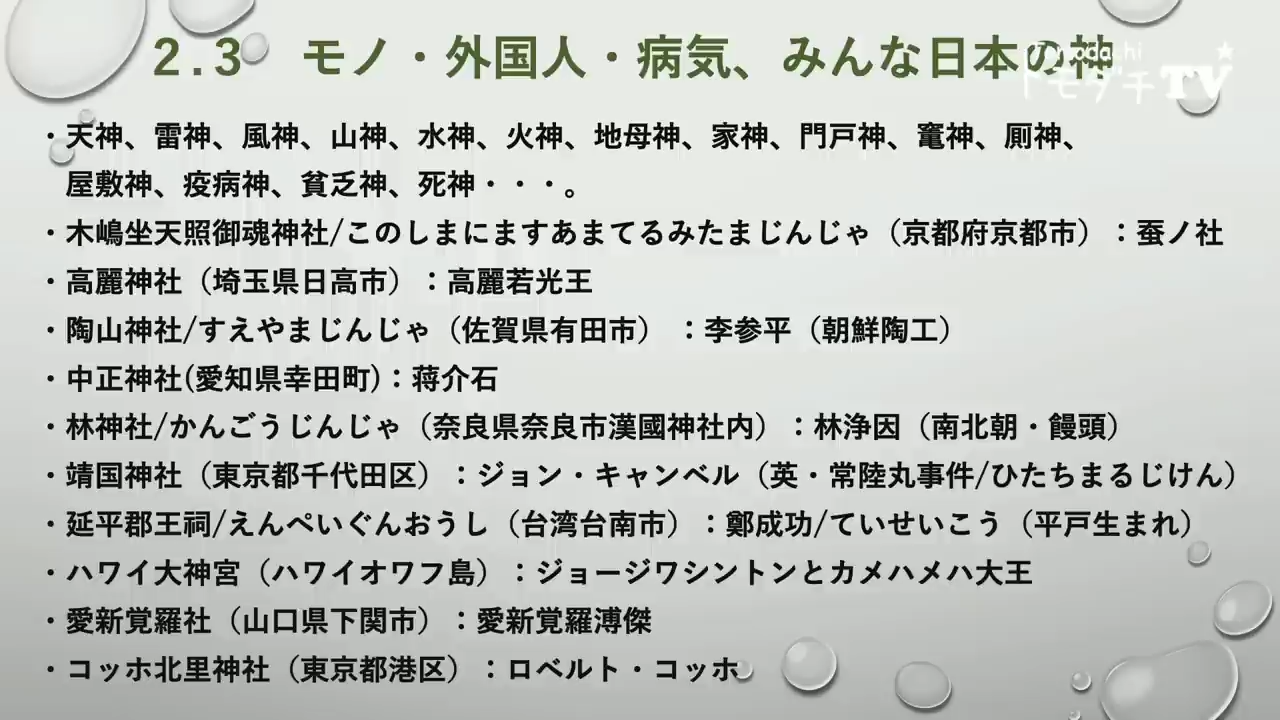 2.3　モノ・外国人・病気、みんな日本の神
Tomodachi
トモダチTV
・天神、雷神、風神、山神、水神、火神、地母神、家神、門戸神、竈神、厠神、
屋敷神、疫病神、貧乏神、死神・・・。
・木嶋坐天照御魂神社/このしまにますあまてるみたまじんじゃ（京都府京都市）：蚕ノ社
・高麗神社（埼玉県日高市）：高麗若光王
・陶山神社/すえやまじんじゃ（佐賀県有田市）：李参平（朝鮮陶工）
・中正神社(愛知県幸田町)：蒋介石
・林神社/かんごうじんじゃ（奈良県奈良市漢國神社内）：林浄因（南北朝・饅頭）
・靖国神社（東京都千代田区）：ジョン・キャンベル（英・常陸丸事件/ひたちまるじけん）
・延平郡王祠/えんぺいぐんおうし（台湾台南市）：鄭成功/ていせいこう（平戸生まれ）
・ハワイ大神宮（ハワイオワフ島）：ジョージワシントンとカメハメハ大王
・愛新覚羅社（山口県下関市）：愛新覚羅溥傑
・コッホ北里神社（東京都港区）：ロベルト・コッホ